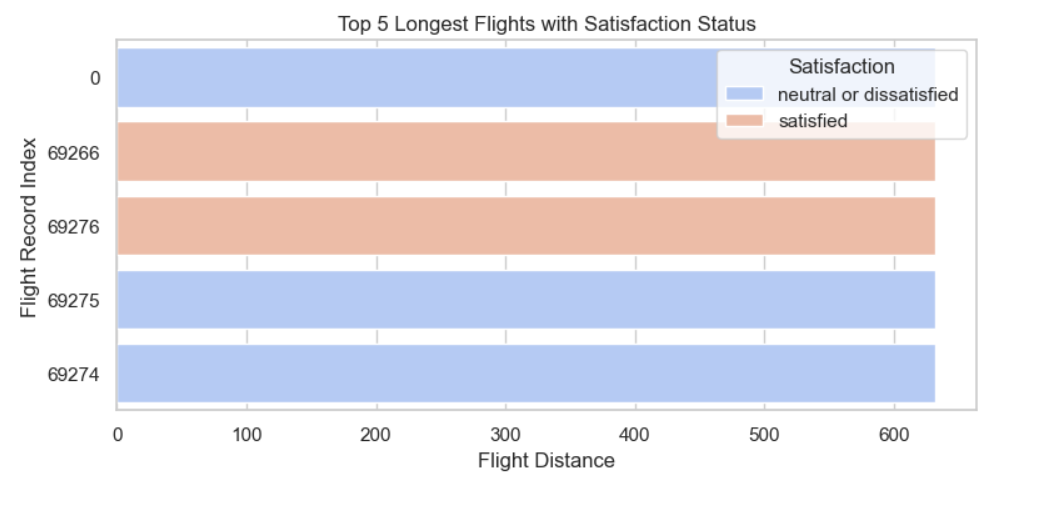 Top 5 Longest Flights with Satisfaction Status
Satisfaction
neutral or dissatisfied
satisfied
Flight Record Index
0
69266
69276
69275
69274
0 100 200 300 400 500 600
Flight Distance